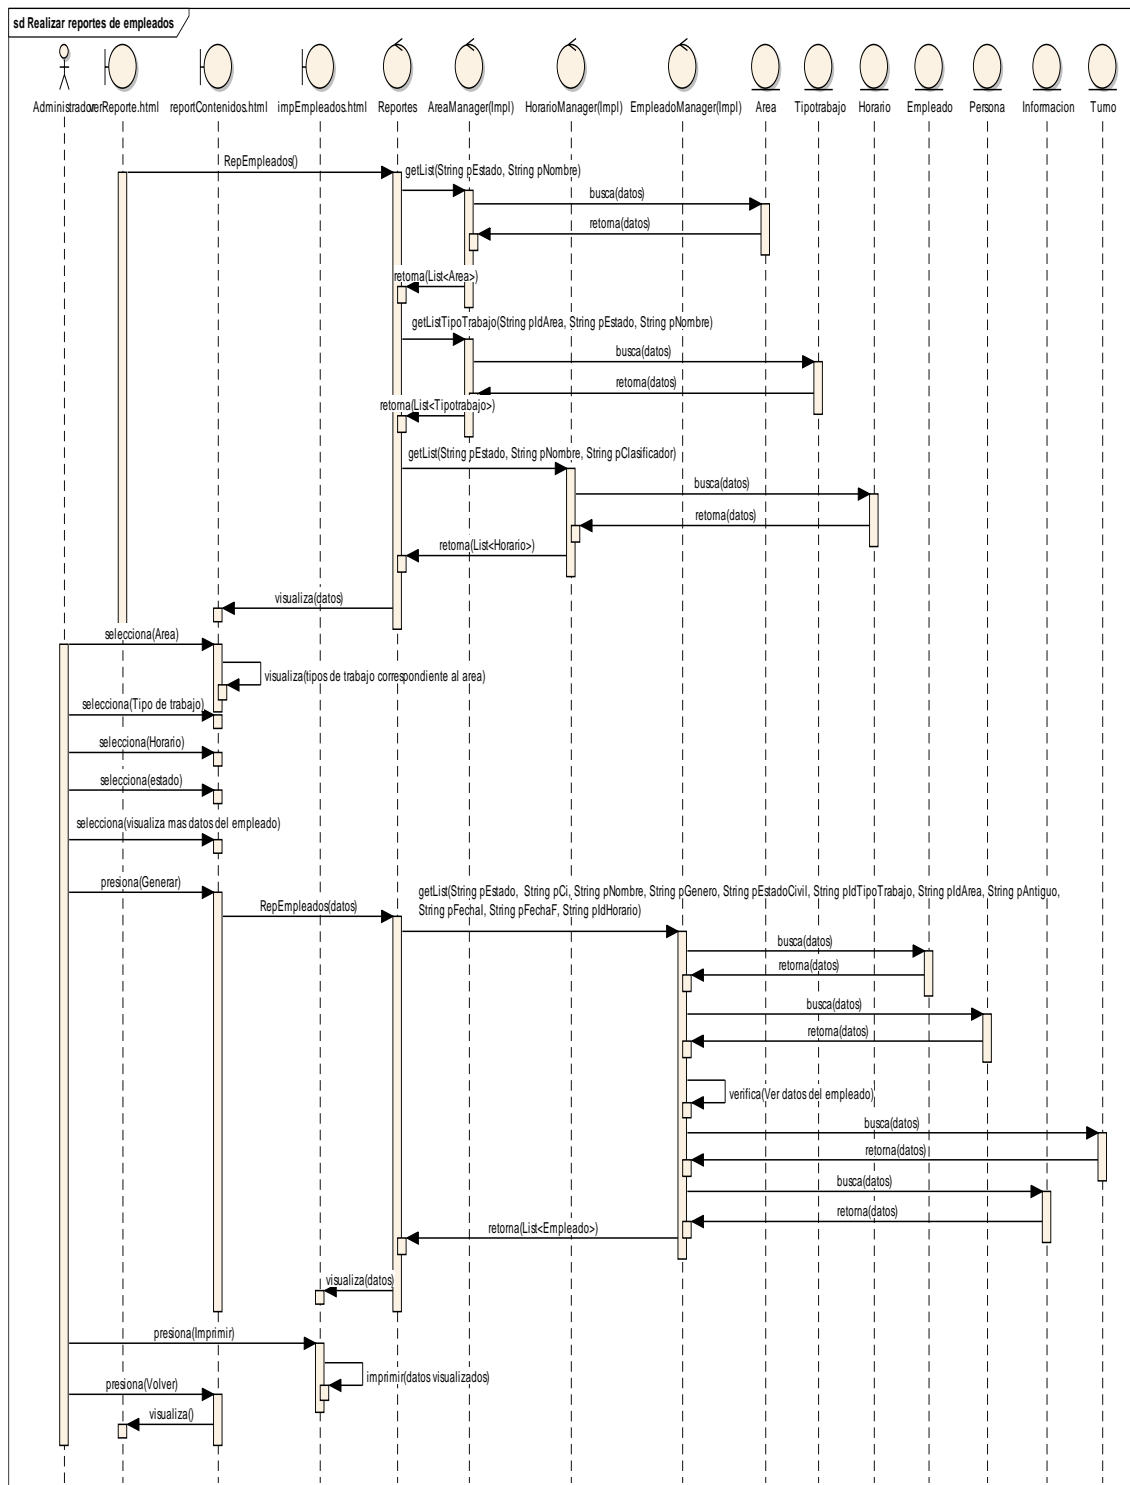 sd Realizar reportes de empleados
Administrador
verReporte.html
reportContenidos.html
impEmpleados.html
Reportes
AreaManager(Impl)
HorarioManager(Impl)
EmpleadoManager(Impl)
Area
Tipotrabajo
Horario
Empleado
Persona
Informacion
Turno
RepEmpleados()
getList(String pEstado, String pNombre)
busca(datos)
retorna(datos)
retorna(List<Area>)
getListTipoTrabajo(String pIdArea, String pEstado, String pNombre)
busca(datos)
retorna(datos)
retorna(List<Tipotrabajo>)
getList(String pEstado, String pNombre, String pClasificador)
busca(datos)
retorna(datos)
retorna(List<Horario>)
visualiza(datos)
selecciona(Area)
visualiza(tipos de trabajo correspondiente al area)
selecciona(Tipo de trabajo)
selecciona(Horario)
selecciona(estado)
selecciona(visualiza mas datos del empleado)
presiona(Generar)
getList(String pEstado, String pCi, String pNombre, String pGenero, String pEstadoCivil, String pIdTipoTrabajo, String pIdArea, String pAntiguo,
String pFechaI, String pFechaF, String pIdHorario)
RepEmpleados(datos)
busca(datos)
retorna(datos)
busca(datos)
retorna(datos)
verifica(Ver datos del empleado)
busca(datos)
retorna(datos)
busca(datos)
retorna(datos)
retorna(List<Empleado>)
visualiza(datos)
presiona(Imprimir)
imprimir(datos visualizados)
presiona(Volver)
visualiza()